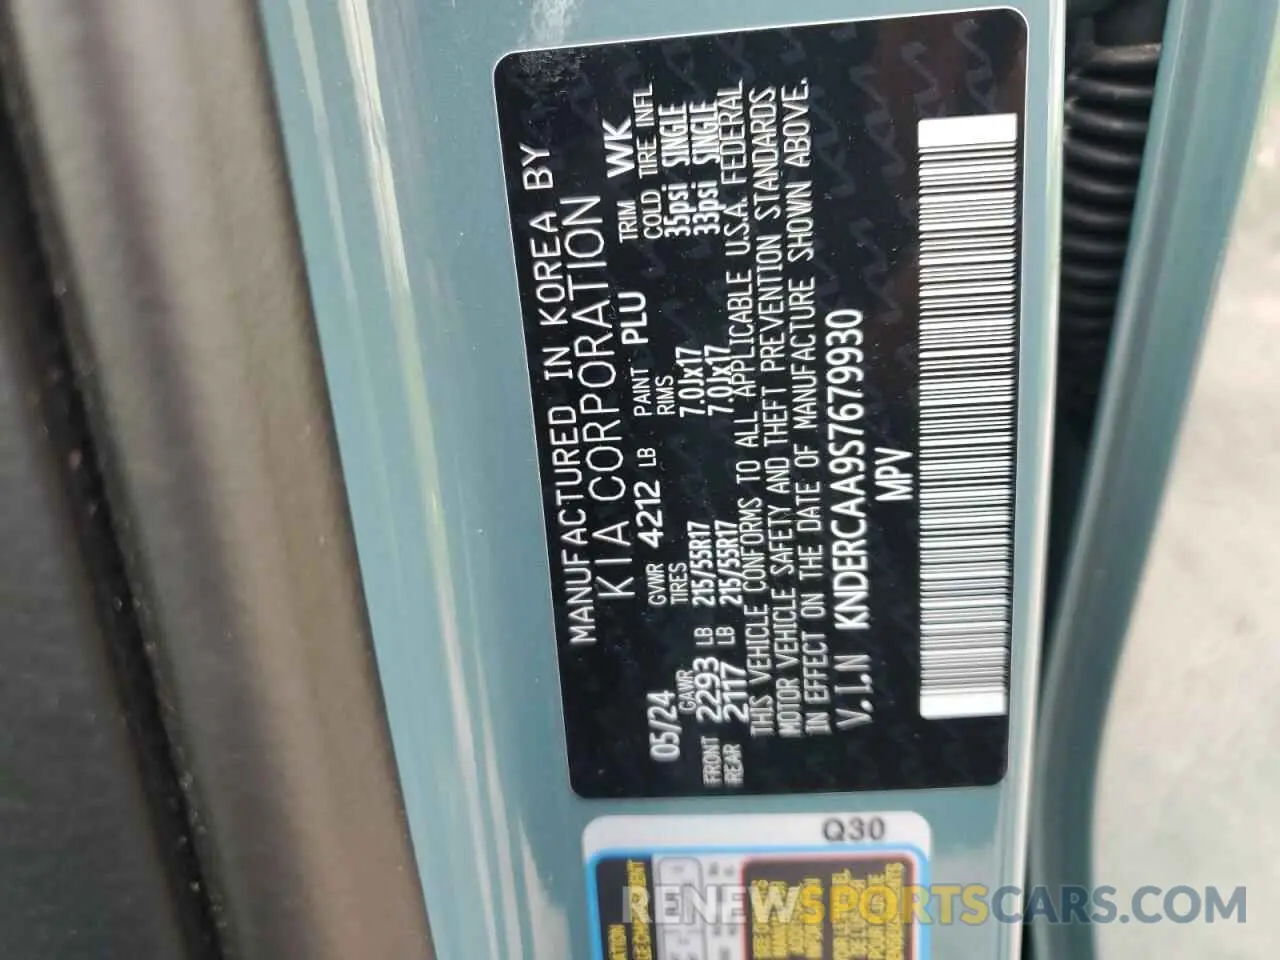 MANUFACTURED IN KOREA BY
KIA CORPORATION
05/24 GVWR 4212 LB PAINT PLU TRIM WK
GAWR TIRES RIMS COLD TIRE INFL
FRONT 2293 LB 215/55R17 7.0Jx17 35psi SINGLE
REAR 2117 LB 215/55R17 7.0Jx17 33psi SINGLE
THIS VEHICLE CONFORMS TO ALL APPLICABLE U.S.A. FEDERAL
MOTOR VEHICLE SAFETY AND THEFT PREVENTION STANDARDS
IN EFFECT ON THE DATE OF MANUFACTURE SHOWN ABOVE.
V.I.N KNDERCAA9S7679930
MPV
Q30
RENEWSPORTSCARS.COM